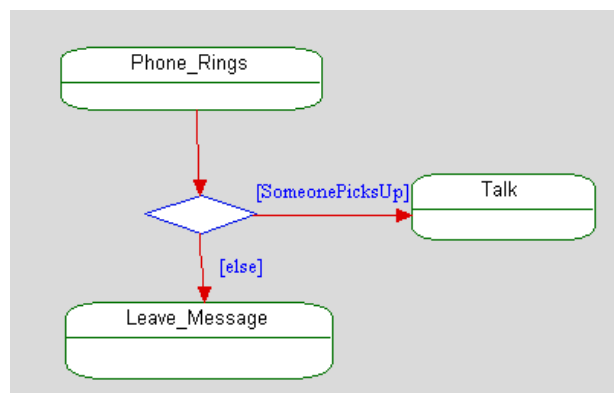 Phone_Rings
[SomeonePicksUp]
Talk
[else]
Leave_Message